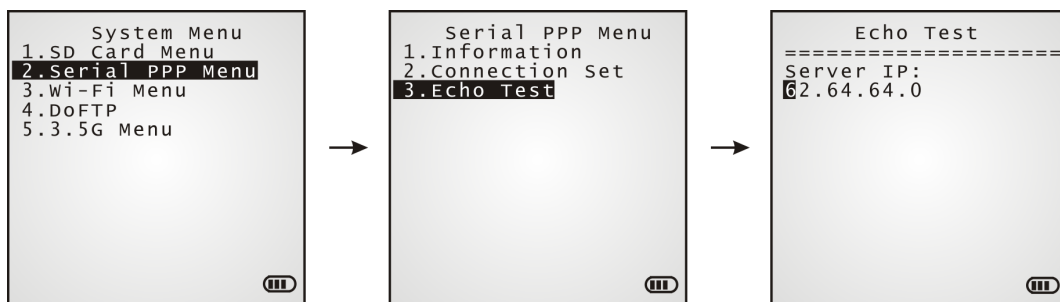 System Menu
1.SD Card Menu
2.Serial PPP Menu
3.Wi-Fi Menu
4.DoFTP
5.3.5G Menu
Serial PPP Menu
1.Information
2.Connection Set
3.Echo Test
Echo Test
=====================
Server IP:
62.64.64.0